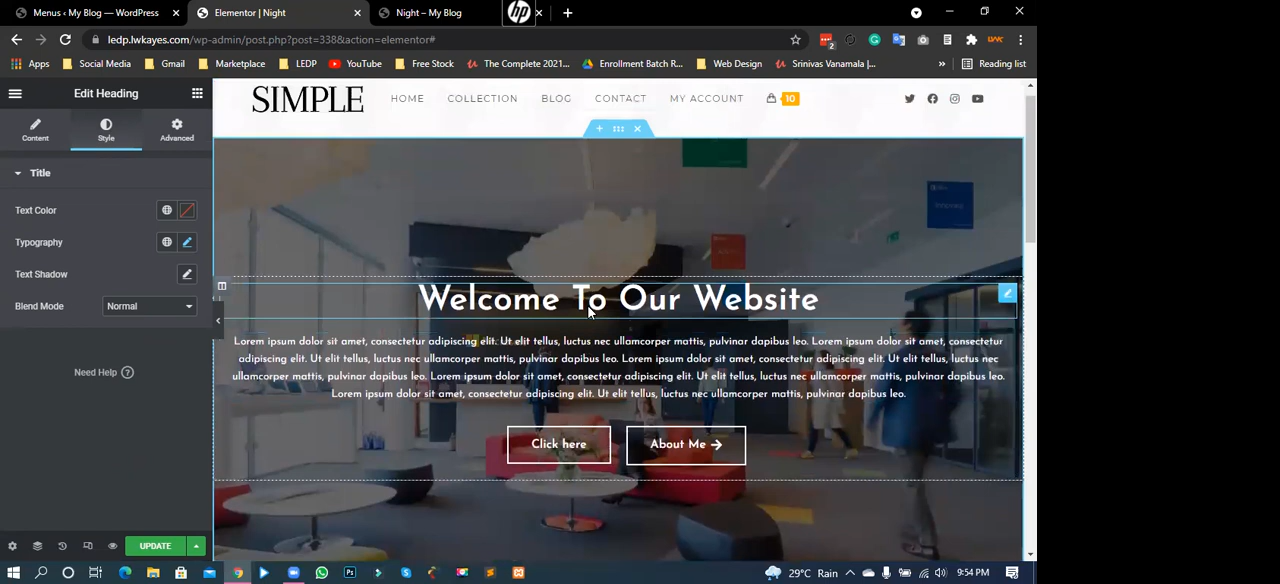 Menus ‹ My Blog — WordPress
Elementor | Night
Night – My Blog
hp
ledp.lwkayes.com/wp-admin/post.php?post=338&action=elementor#
2
Apps
Social Media
Gmail
Marketplace
LEDP
YouTube
Free Stock
The Complete 2021...
Enrollment Batch R...
Web Design
Srinivas Vanamala |...
»
Reading list
Edit Heading
Content
Style
Advanced
Title
Text Color
Typography
Text Shadow
Blend Mode
Normal
Need Help
UPDATE
SIMPLE
HOME
COLLECTION
BLOG
CONTACT
MY ACCOUNT
10
Welcome To Our Website
Lorem ipsum dolor sit amet, consectetur adipiscing elit. Ut elit tellus, luctus nec ullamcorper mattis, pulvinar dapibus leo. Lorem ipsum dolor sit amet, consectetur
adipiscing elit. Ut elit tellus, luctus nec ullamcorper mattis, pulvinar dapibus leo. Lorem ipsum dolor sit amet, consectetur adipiscing elit. Ut elit tellus, luctus nec
ullamcorper mattis, pulvinar dapibus leo. Lorem ipsum dolor sit amet, consectetur adipiscing elit. Ut elit tellus, luctus nec ullamcorper mattis, pulvinar dapibus leo.
Lorem ipsum dolor sit amet, consectetur adipiscing elit. Ut elit tellus, luctus nec ullamcorper mattis, pulvinar dapibus leo.
Click here
About Me →
29°C Rain
9:54 PM